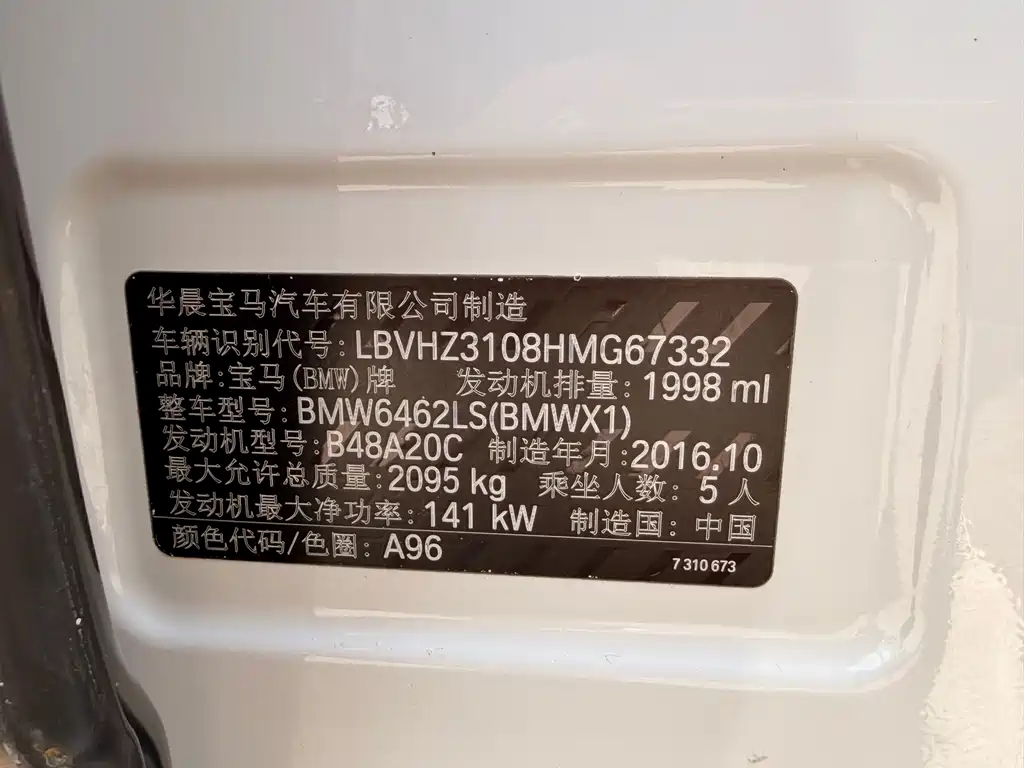 华晨宝马汽车有限公司制造
车辆识别代号: LBVHZ3108HMG67332
品牌:宝马(BMW)牌 发动机排量: 1998 ml
整车型号: BMW6462LS(BMWX1)
发动机型号: B48A20C 制造年月:2016.10
最大允许总质量: 2095 kg 乘坐人数: 5 人
发动机最大净功率: 141 kW 制造国: 中国
颜色代码/色圈: A96
7 310 673